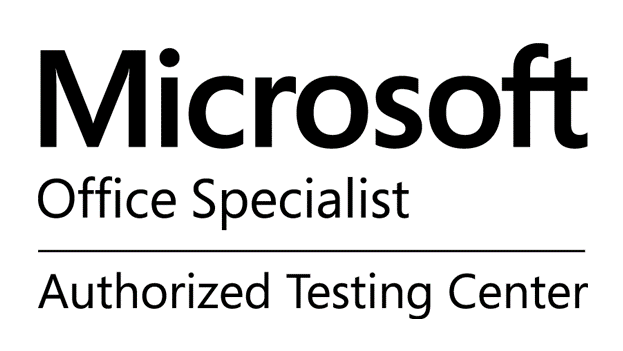 Microsoft
Office Specialist
Authorized Testing Center